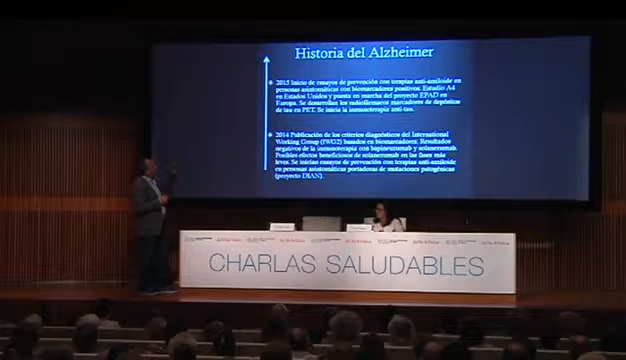 Historia del Alzheimer
2015 Inicio de ensayos de prevención con terapias anti-amiloide en
personas asintomáticas con biomarcadores positivos. Estudio A4
en Estados Unidos y puesta en marcha del proyecto EPAD en
Europa. Se desarrollan los radiofármacos marcadores de depósitos
de tau en PET. Se inicia la inmunoterapia anti-tau.
2014 Publicación de los criterios diagnósticos del International
Working Group (IWG2) basados en biomarcadores. Resultados
negativos de la inmunoterapia con bapineuzumab y solanezumab.
Posibles efectos beneficiosos de solanezumab en las fases más
leves. Se inician ensayos de prevención con terapias anti-amiloide
en personas asintomáticas portadoras de mutaciones patogénicas
(proyecto DIAN).
CHARLAS SALUDABLES